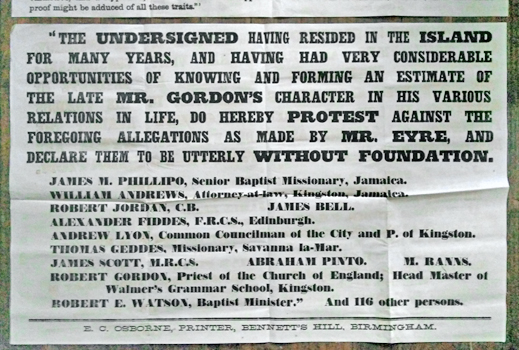 proof might be adduced of all these traits.'
"THE UNDERSIGNED HAVING RESIDED IN THE ISLAND
FOR MANY YEARS, AND HAVING HAD VERY CONSIDERABLE
OPPORTUNITIES OF KNOWING AND FORMING AN ESTIMATE
OF THE LATE MR. GORDON'S CHARACTER IN HIS VARIOUS
RELATIONS IN LIFE, DO HEREBY PROTEST AGAINST THE
FOREGOING ALLEGATIONS AS MADE BY MR. EYRE, AND
DECLARE THEM TO BE UTTERLY WITHOUT FOUNDATION.
JAMES M. PHILLIPO, Senior Baptist Missionary, Jamaica.
WILLIAM ANDREWS, Attorney-at-law, Kingston, Jamaica.
ROBERT JORDAN, C.B. JAMES BELL.
ALEXANDER FIDDES, F.R.C.S., Edinburgh.
ANDREW LYON, Common Councilman of the City and P. of Kingston.
THOMAS GEDDES, Missionary, Savanna la-Mar.
JAMES SCOTT, M.R.C.S. ABRAHAM PINTO. M. RANNS.
ROBERT GORDON, Priest of the Church of England; Head Master of
Walmer's Grammar School, Kingston.
ROBERT E. WATSON, Baptist Minister." And 116 other persons.
E. C. OSBORNE, PRINTER, BENNETT'S HILL, BIRMINGHAM.